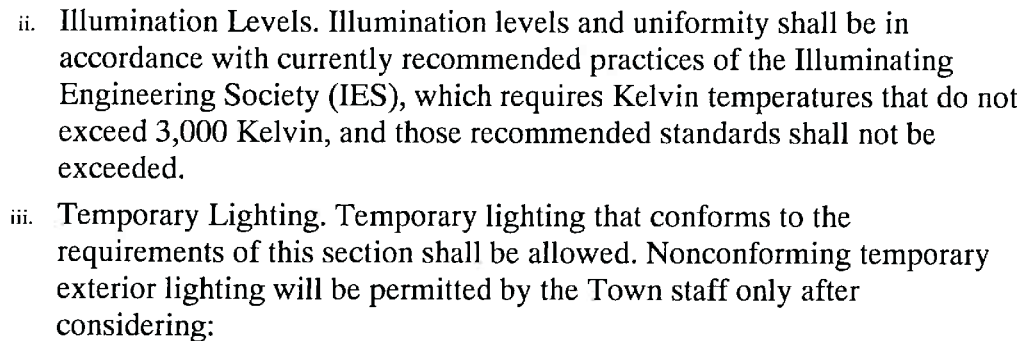 ii. Illumination Levels. Illumination levels and uniformity shall be in
accordance with currently recommended practices of the Illuminating
Engineering Society (IES), which requires Kelvin temperatures that do not
exceed 3,000 Kelvin, and those recommended standards shall not be
exceeded.
iii. Temporary Lighting. Temporary lighting that conforms to the
requirements of this section shall be allowed. Nonconforming temporary
exterior lighting will be permitted by the Town staff only after
considering: